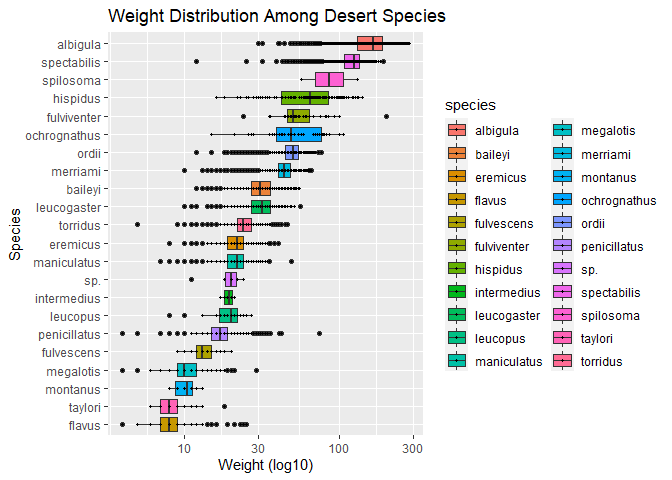 Weight Distribution Among Desert Species
Species
albigula
spectabilis
spilosoma
hispidus
fulviventer
ochrognathus
ordii
merriami
baileyi
leucogaster
torridus
eremicus
maniculatus
sp.
intermedius
leucopus
penicillatus
fulvescens
megalotis
montanus
taylori
flavus
10 30 100 300
Weight (log10)
species
albigula
baileyi
eremicus
flavus
fulvescens
fulviventer
hispidus
intermedius
leucogaster
leucopus
maniculatus
megalotis
merriami
montanus
ochrognathus
ordii
penicillatus
sp.
spectabilis
spilosoma
taylori
torridus